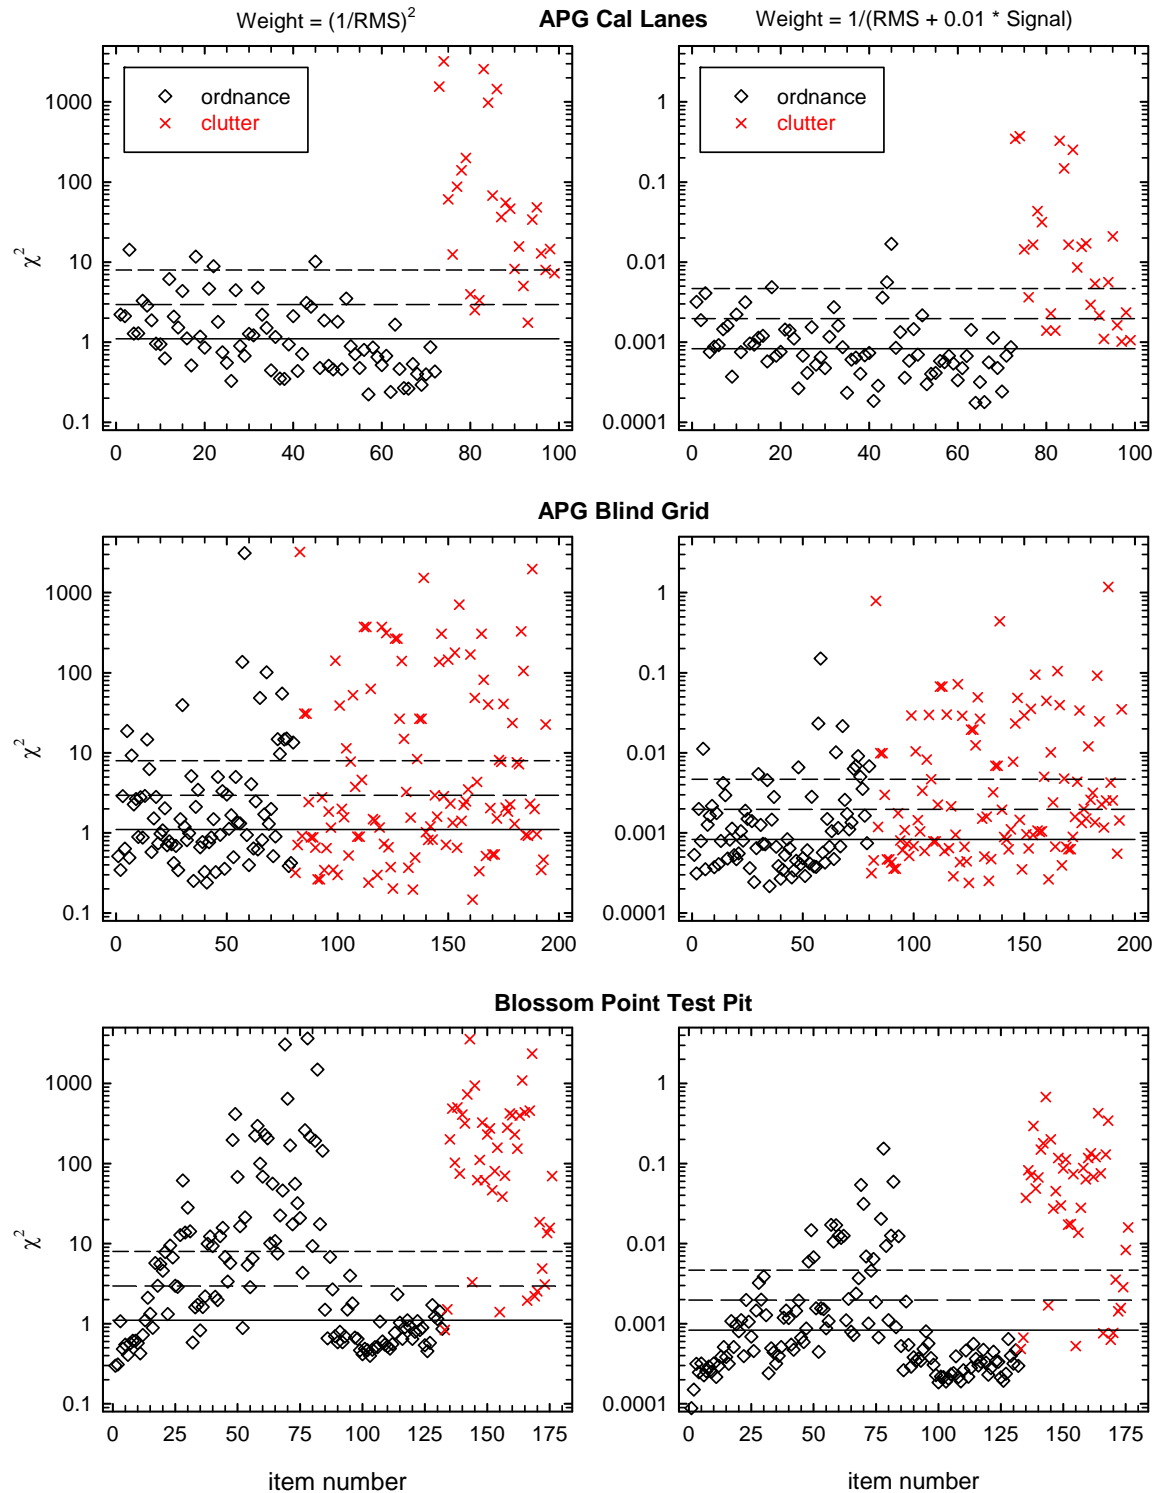 Weight = (1/RMS)²
APG Cal Lanes
Weight = 1/(RMS + 0.01 * Signal)
1000
100
10
1
0.1
χ²
ordnance
clutter
0 20 40 60 80 100
1
0.1
0.01
0.001
0.0001
ordnance
clutter
0 20 40 60 80 100
APG Blind Grid
1000
100
10
1
0.1
χ²
0 50 100 150 200
1
0.1
0.01
0.001
0.0001
0 50 100 150 200
Blossom Point Test Pit
1000
100
10
1
0.1
χ²
0 25 50 75 100 125 150 175
item number
1
0.1
0.01
0.001
0.0001
0 25 50 75 100 125 150 175
item number